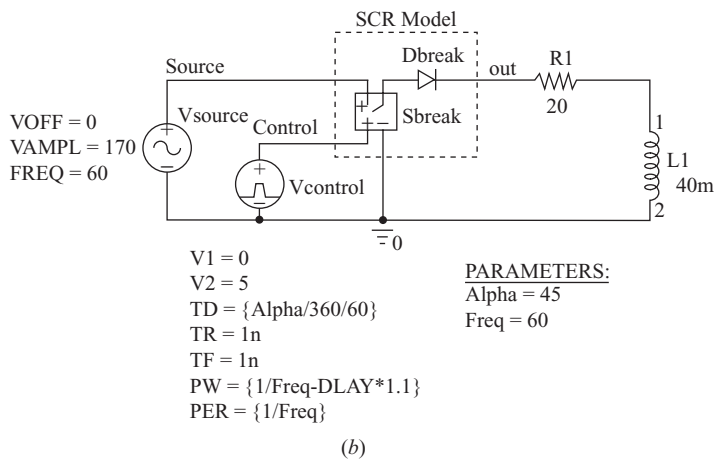 SCR Model
Dbreak
Source
out
R1
20
Sbreak
VOFF = 0
VAMPL = 170
FREQ = 60
Vsource
Control
Vcontrol
1
L1
40m
2
0
V1 = 0
V2 = 5
TD = {Alpha/360/60}
TR = 1n
TF = 1n
PW = {1/Freq-DLAY*1.1}
PER = {1/Freq}
PARAMETERS:
Alpha = 45
Freq = 60
(b)